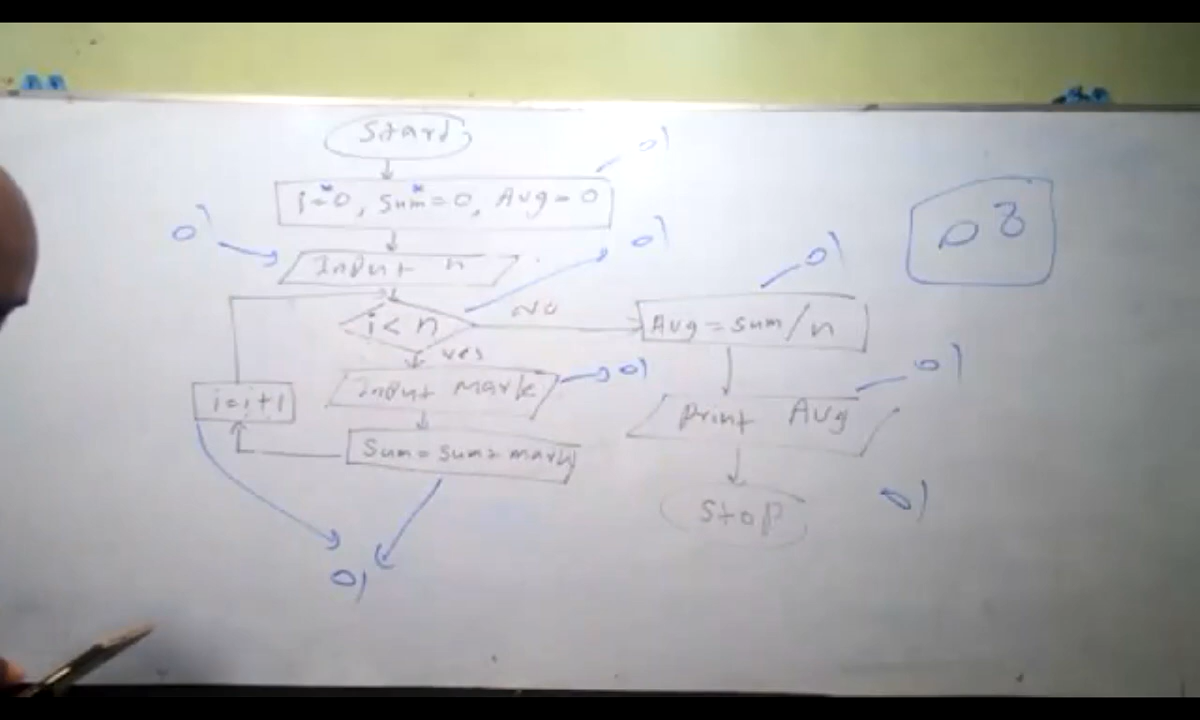 Start
01
i=0, Sum=0, Avg=0
01
Input n
01
i < n
No
yes
01
Avg = sum/n
08
Input mark
01
i=i+1
Print Avg
01
Sum = sum + mark
Stop
01
01